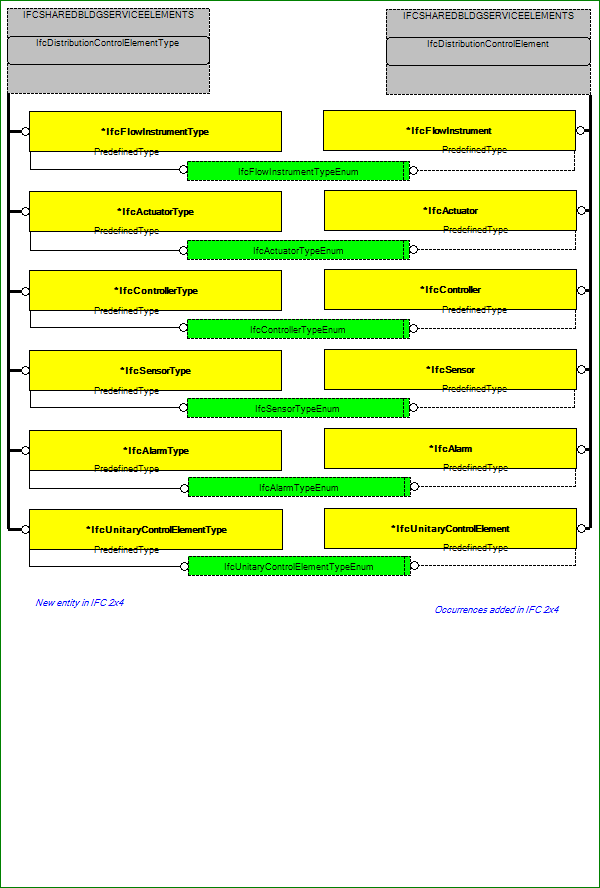 IFCSHAREDBLDGSERVICEELEMENTS
IfcDistributionControlElementType
IFCSHAREDBLDGSERVICEELEMENTS
IfcDistributionControlElement
*IfcFlowInstrumentType
*IfcFlowInstrument
PredefinedType
PredefinedType
IfcFlowInstrumentTypeEnum
*IfcActuatorType
*IfcActuator
PredefinedType
PredefinedType
IfcActuatorTypeEnum
*IfcControllerType
*IfcController
PredefinedType
PredefinedType
IfcControllerTypeEnum
*IfcSensorType
*IfcSensor
PredefinedType
PredefinedType
IfcSensorTypeEnum
*IfcAlarmType
*IfcAlarm
PredefinedType
PredefinedType
IfcAlarmTypeEnum
*IfcUnitaryControlElementType
*IfcUnitaryControlElement
PredefinedType
PredefinedType
IfcUnitaryControlElementTypeEnum
New entity in IFC 2x4
Occurrences added in IFC 2x4